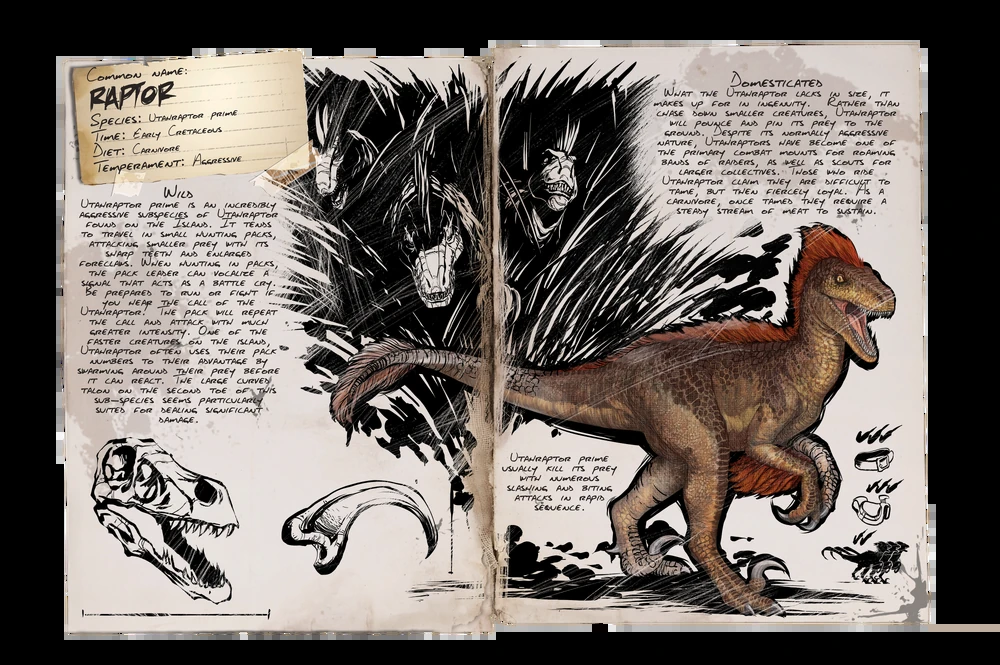 Common name:
Raptor
Species: Utahraptor prime
Time: Early Cretaceous
Diet: Carnivore
Temperament: Aggressive
Wild
Utahraptor prime is an incredibly
aggressive subspecies of Utahraptor
found on the Island. It tends
to travel in small hunting packs,
attacking smaller prey with its
sharp teeth and enlarged
foreclaws. When hunting in packs,
the pack leader can vocalize a
signal that acts as a battle cry.
Be prepared to run or fight if
you hear the call of the
Utahraptor! The pack will repeat
the call and attack with much
greater intensity. One of the
faster creatures on the island,
Utahraptor often uses their pack
numbers to their advantage by
swarming around their prey before
it can react. The large curved
talon on the second toe of this
sub-species seems particularly
suited for dealing significant
damage.
Domesticated
What the Utahraptor lacks in size, it
makes up for in ingenuity. Rather than
chase down smaller creatures, Utahraptor
will pounce and pin its prey to the
ground. Despite its normally aggressive
nature, Utahraptors have become one of
the primary combat mounts for roaming
bands of raiders, as well as scouts for
larger collectives. Those who ride
Utahraptor claim they are difficult to
tame, but then fiercely loyal. As a
carnivore, once tamed they require a
steady stream of meat to sustain.
Utahraptor prime
usually kill its prey
with numerous
slashing and biting
attacks in rapid
sequence.